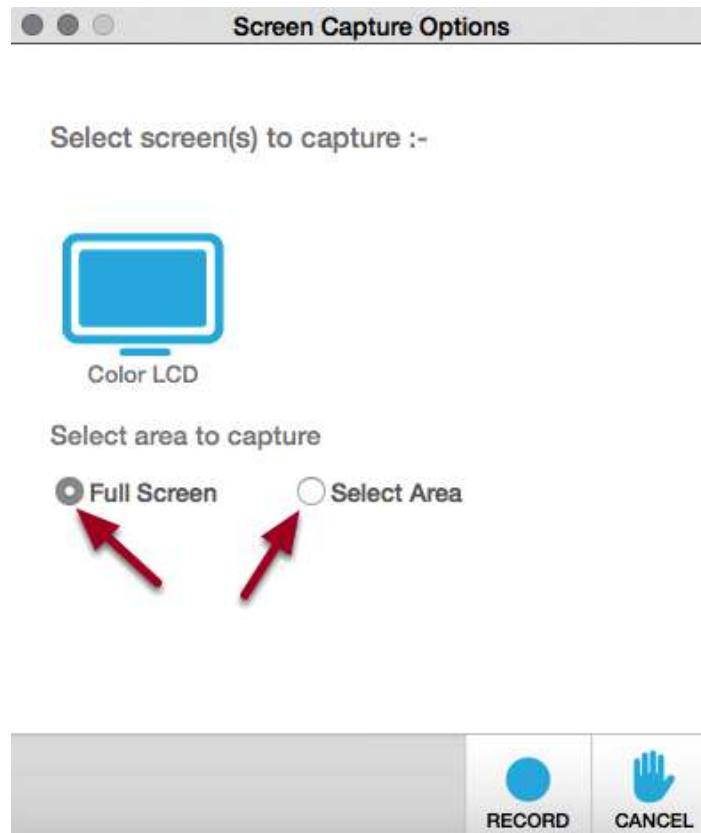 Screen Capture Options
Select screen(s) to capture :-
Color LCD
Select area to capture
Full Screen Select Area
RECORD CANCEL